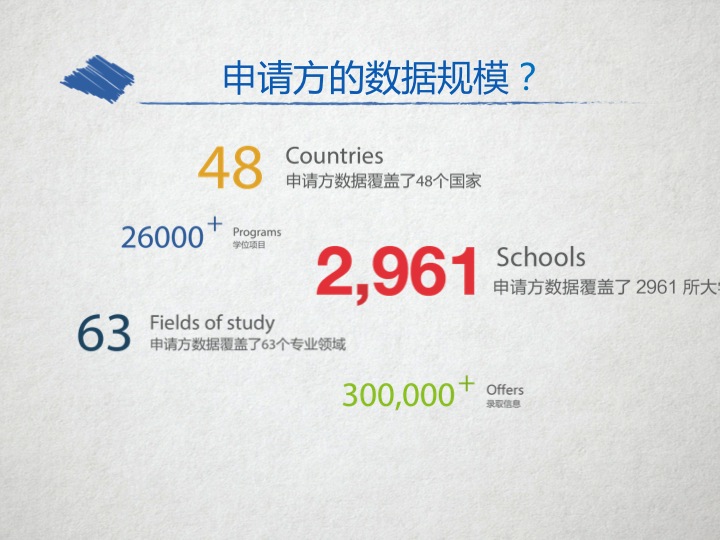 申请方的数据规模？
48 Countries
申请方数据覆盖了48个国家
26000+ Programs
学位项目
2,961 Schools
申请方数据覆盖了 2961 所大
63 Fields of study
申请方数据覆盖了63个专业领域
300,000+ Offers
录取信息